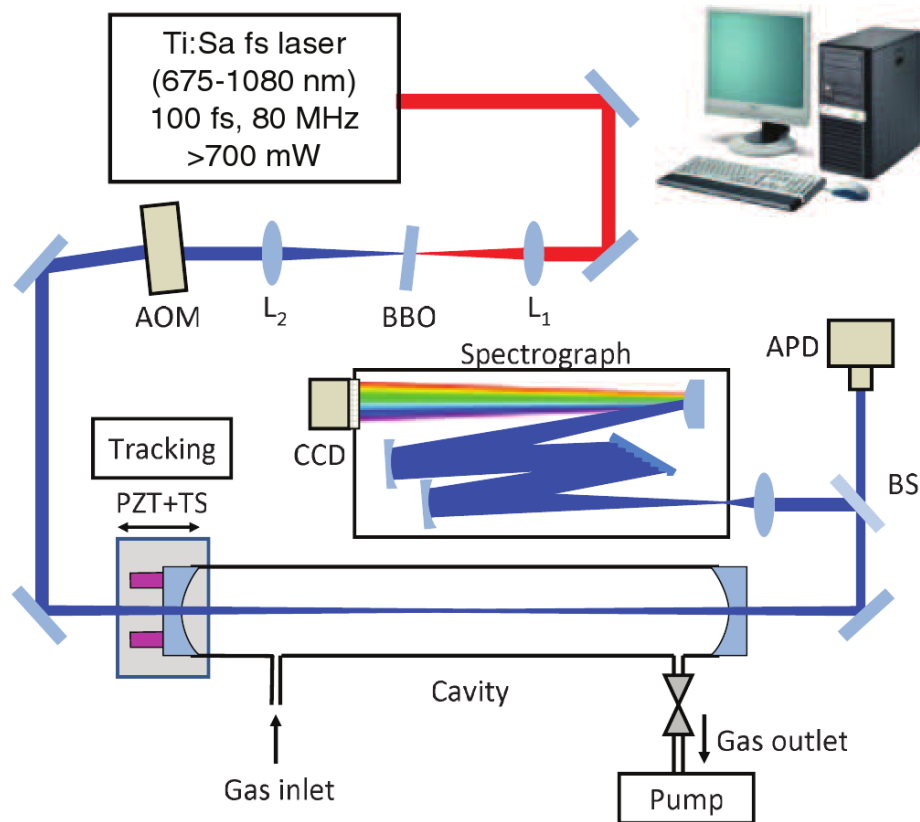 Ti:Sa fs laser
(675-1080 nm)
100 fs, 80 MHz
>700 mW
AOM
L2
BBO
L1
Spectrograph
APD
CCD
BS
Tracking
PZT+TS
Cavity
Gas inlet
Gas outlet
Pump